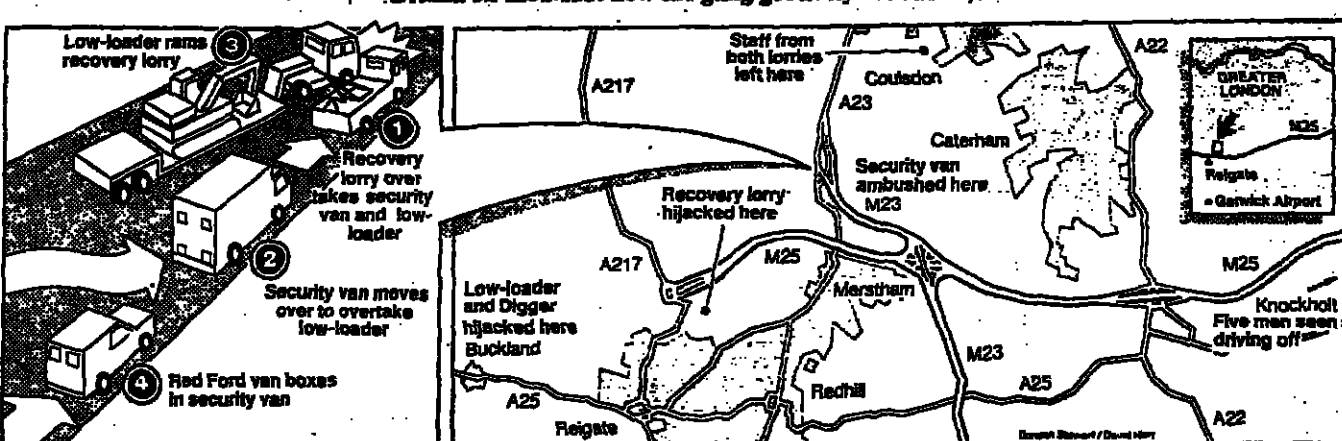 Low-loader rams
recovery lorry
3
1
Recovery
lorry over
takes security
van and low-
loader
2
Security van moves
over to overtake
low-loader
4
Red Ford van boxes
in security van
A217
Staff from
both lorries
left here
Coulsdon
A22
A23
Caterham
Security van
ambushed here
M23
Recovery lorry
hijacked here
A217
M25
Merstham
Low-loader
and Digger
hijacked here
Buckland
A25
Reigate
Redhill
M23
A25
M25
Knockholt
Five men seen
driving off
A22
GREATER
LONDON
M25
Reigate
Gatwick Airport